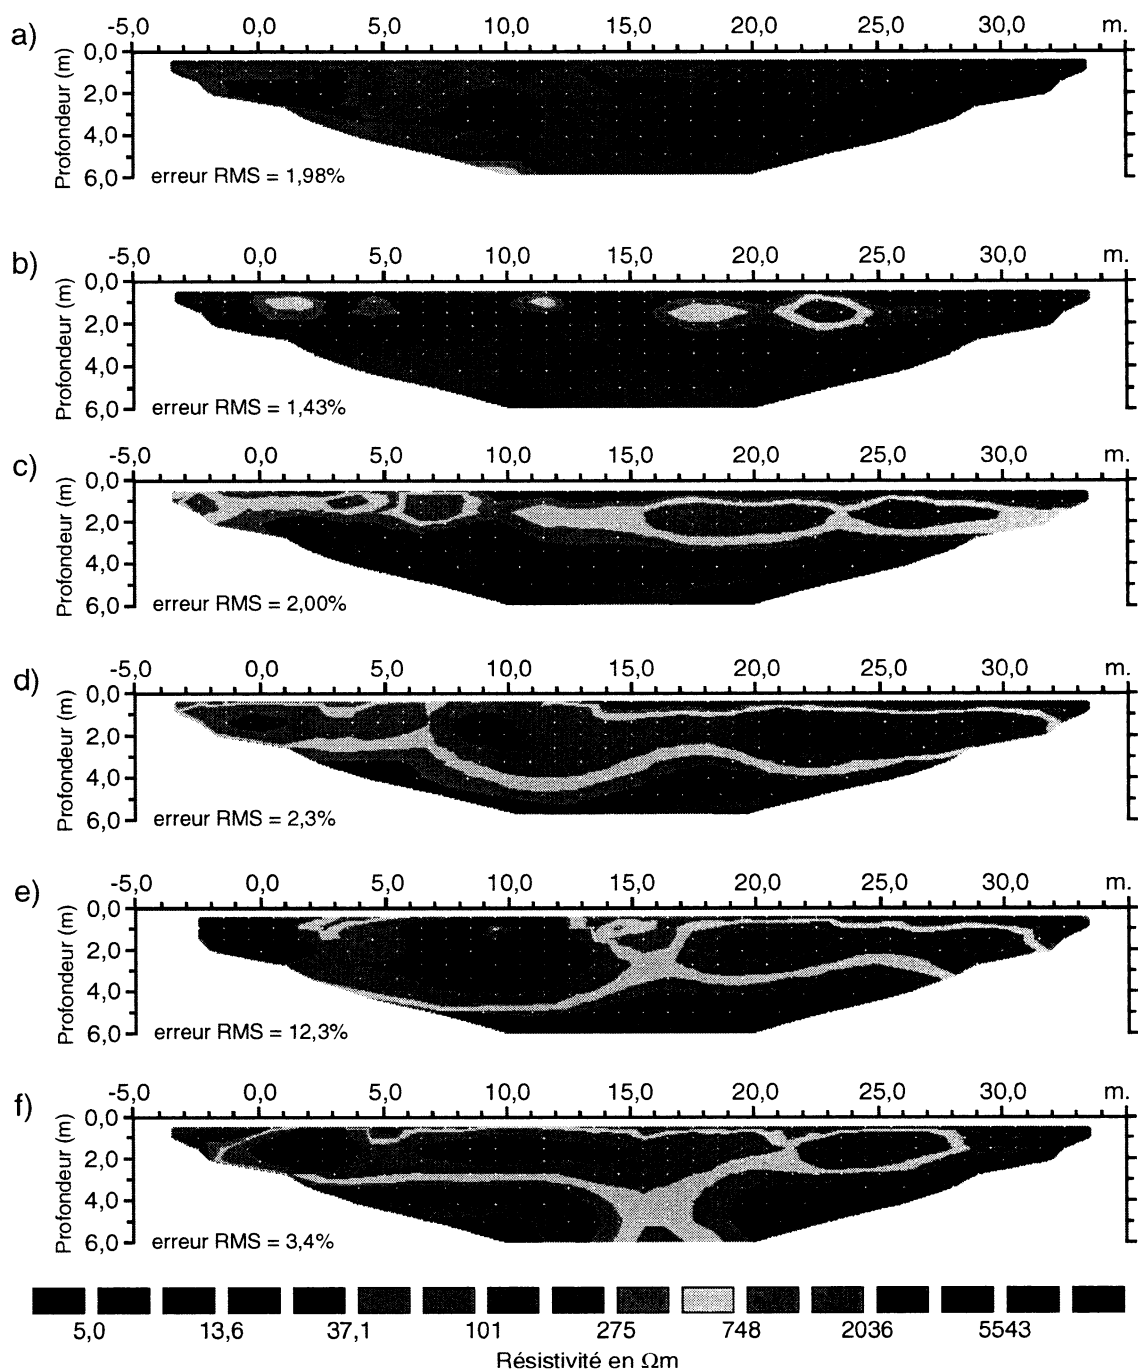 -5,0 0,0 5,0 10,0 15,0 20,0 25,0 30,0 m.
a)
Profondeur (m)
0,0
2,0
4,0
6,0
erreur RMS = 1,98%
-5,0 0,0 5,0 10,0 15,0 20,0 25,0 30,0 m.
b)
Profondeur (m)
0,0
2,0
4,0
6,0
erreur RMS = 1,43%
-5,0 0,0 5,0 10,0 15,0 20,0 25,0 30,0 m.
c)
Profondeur (m)
0,0
2,0
4,0
6,0
erreur RMS = 2,00%
-5,0 0,0 5,0 10,0 15,0 20,0 25,0 30,0 m.
d)
Profondeur (m)
0,0
2,0
4,0
6,0
erreur RMS = 2,3%
-5,0 0,0 5,0 10,0 15,0 20,0 25,0 30,0 m.
e)
Profondeur (m)
0,0
2,0
4,0
6,0
erreur RMS = 12,3%
-5,0 0,0 5,0 10,0 15,0 20,0 25,0 30,0 m.
f)
Profondeur (m)
0,0
2,0
4,0
6,0
erreur RMS = 3,4%
5,0 13,6 37,1 101 275 748 2036 5543
Résistivité en Ωm